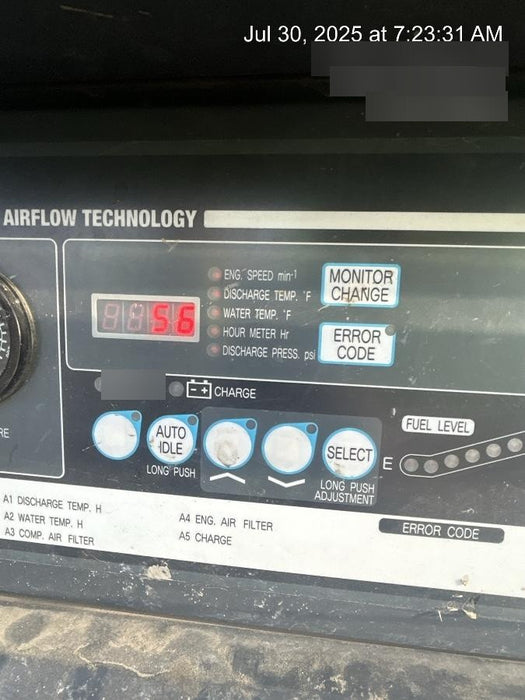 Jul 30, 2025 at 7:23:31 AM
AIRFLOW TECHNOLOGY
ENG. SPEED min-1
DISCHARGE TEMP. °F
WATER TEMP. °F
HOUR METER Hr
DISCHARGE PRESS. psi
MONITOR
CHANGE
ERROR
CODE
56
CHARGE
AUTO
IDLE
LONG PUSH
SELECT
LONG PUSH
ADJUSTMENT
FUEL LEVEL
E
RE
A1 DISCHARGE TEMP. H
A2 WATER TEMP. H
A3 COMP. AIR FILTER
A4 ENG. AIR FILTER
A5 CHARGE
ERROR CODE